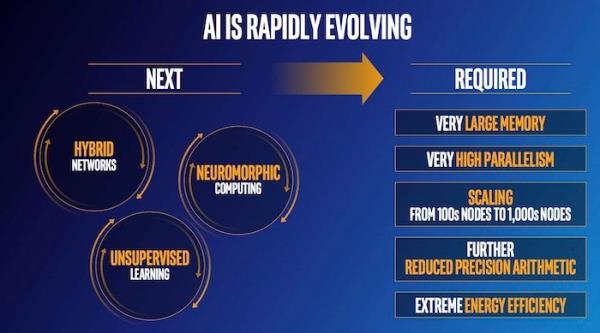 AI IS RAPIDLY EVOLVING
NEXT
REQUIRED
HYBRID
NETWORKS
NEUROMORPHIC
COMPUTING
UNSUPERVISED
LEARNING
VERY LARGE MEMORY
VERY HIGH PARALLELISM
SCALING
FROM 100s NODES TO 1,000s NODES
FURTHER
REDUCED PRECISION ARITHMETIC
EXTREME ENERGY EFFICIENCY